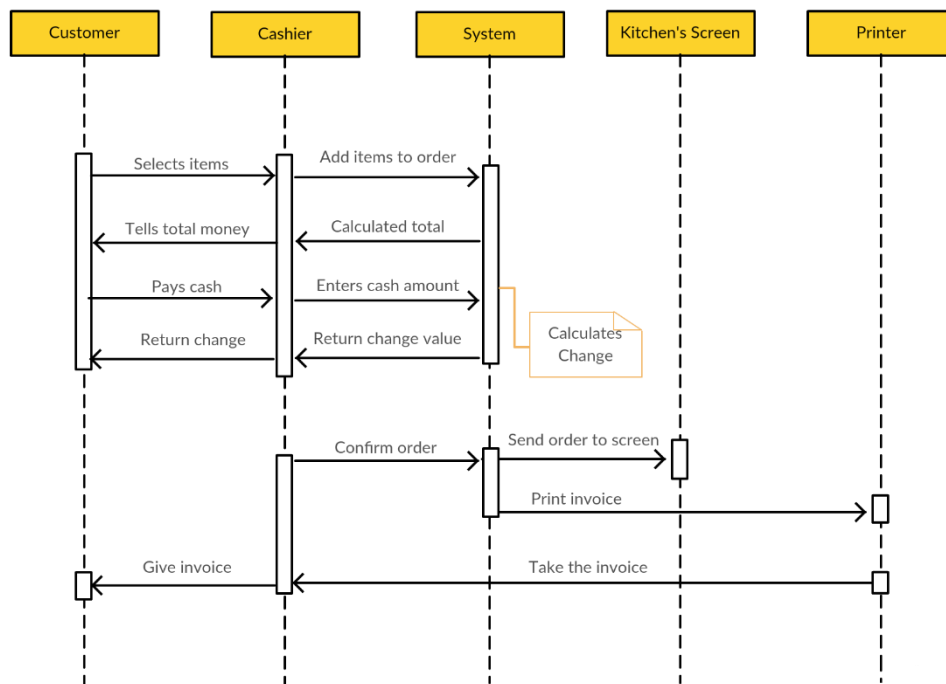 Customer
Cashier
System
Kitchen's Screen
Printer
Selects items
Add items to order
Tells total money
Calculated total
Pays cash
Enters cash amount
Return change
Return change value
Calculates
Change
Confirm order
Send order to screen
Print invoice
Give invoice
Take the invoice